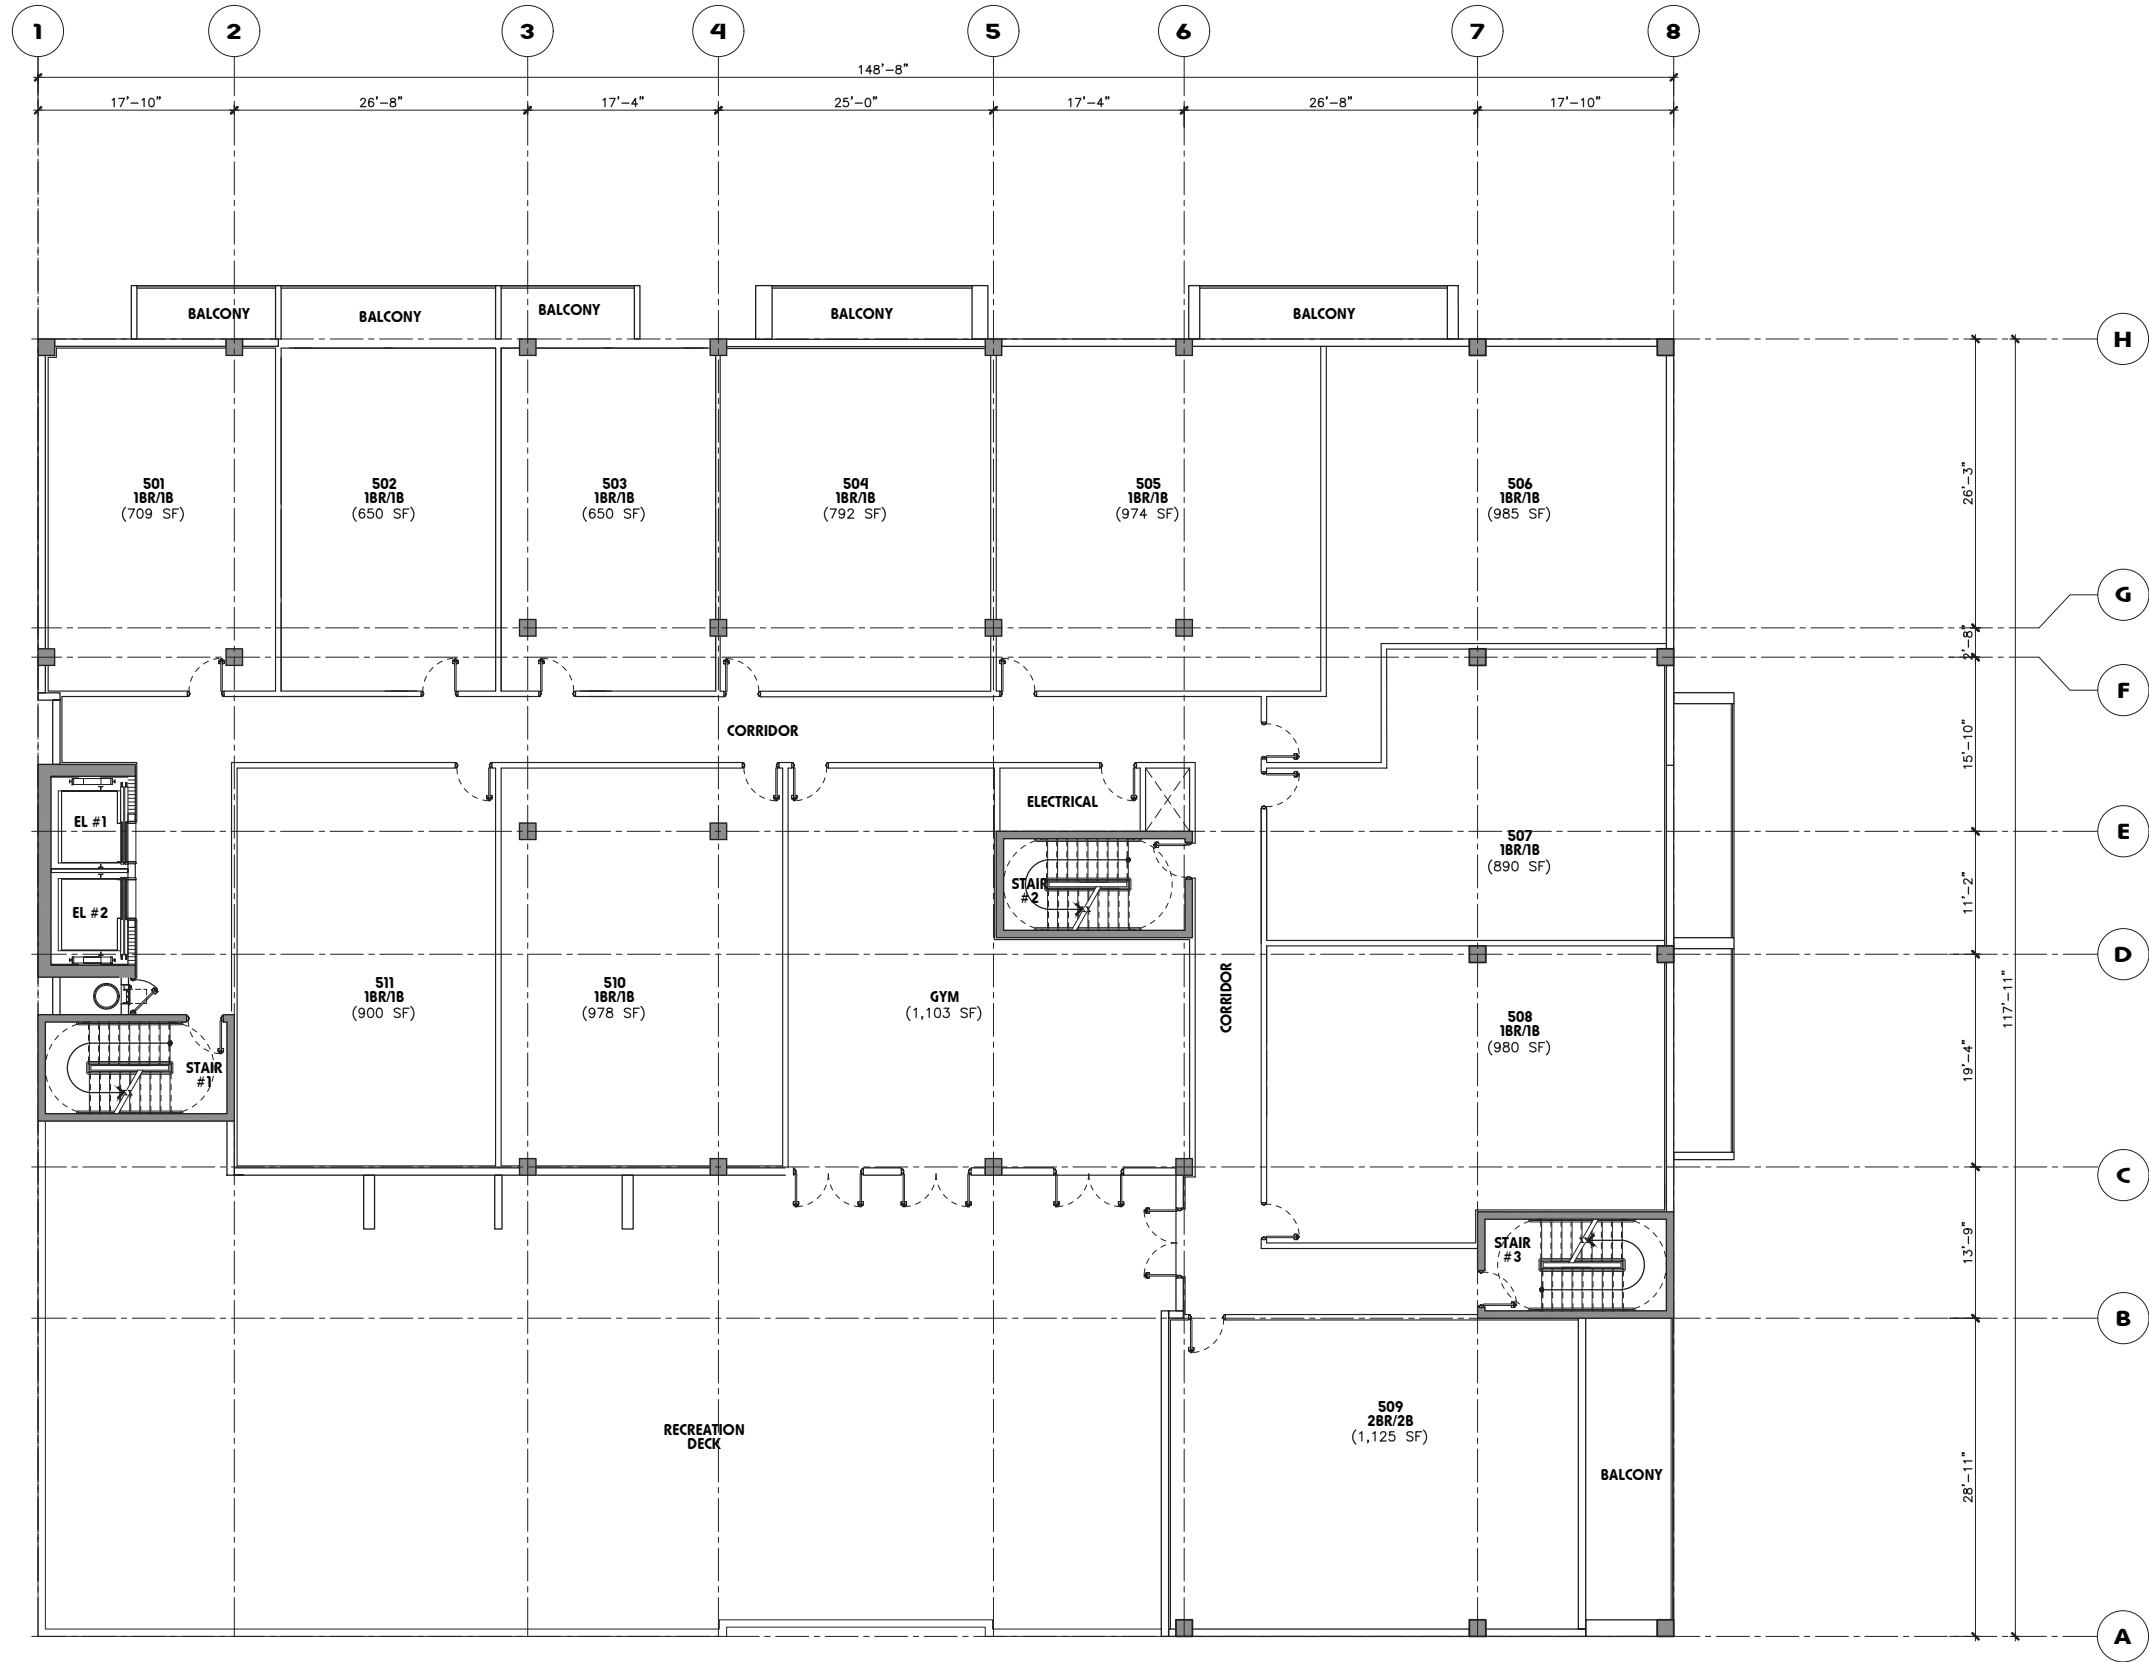 1 2 3 4 5 6 7 8
148'-8"
17'-10" 26'-8" 17'-4" 25'-0" 17'-4" 26'-8" 17'-10"
BALCONY
BALCONY
BALCONY
BALCONY
BALCONY
H
501
1BR/1B
(709 SF)
502
1BR/1B
(650 SF)
503
1BR/1B
(650 SF)
504
1BR/1B
(792 SF)
505
1BR/1B
(974 SF)
506
1BR/1B
(985 SF)
26'-3"
G
2'-8"
F
CORRIDOR
15'-10"
EL #1
ELECTRICAL
E
507
1BR/1B
(890 SF)
STAIR
#2
11'-2"
EL #2
D
511
1BR/1B
(900 SF)
510
1BR/1B
(978 SF)
GYM
(1,103 SF)
CORRIDOR
508
1BR/1B
(980 SF)
117'-11"
STAIR
#1
19'-4"
C
STAIR
#3
13'-9"
B
RECREATION
DECK
509
2BR/2B
(1,125 SF)
BALCONY
28'-11"
A